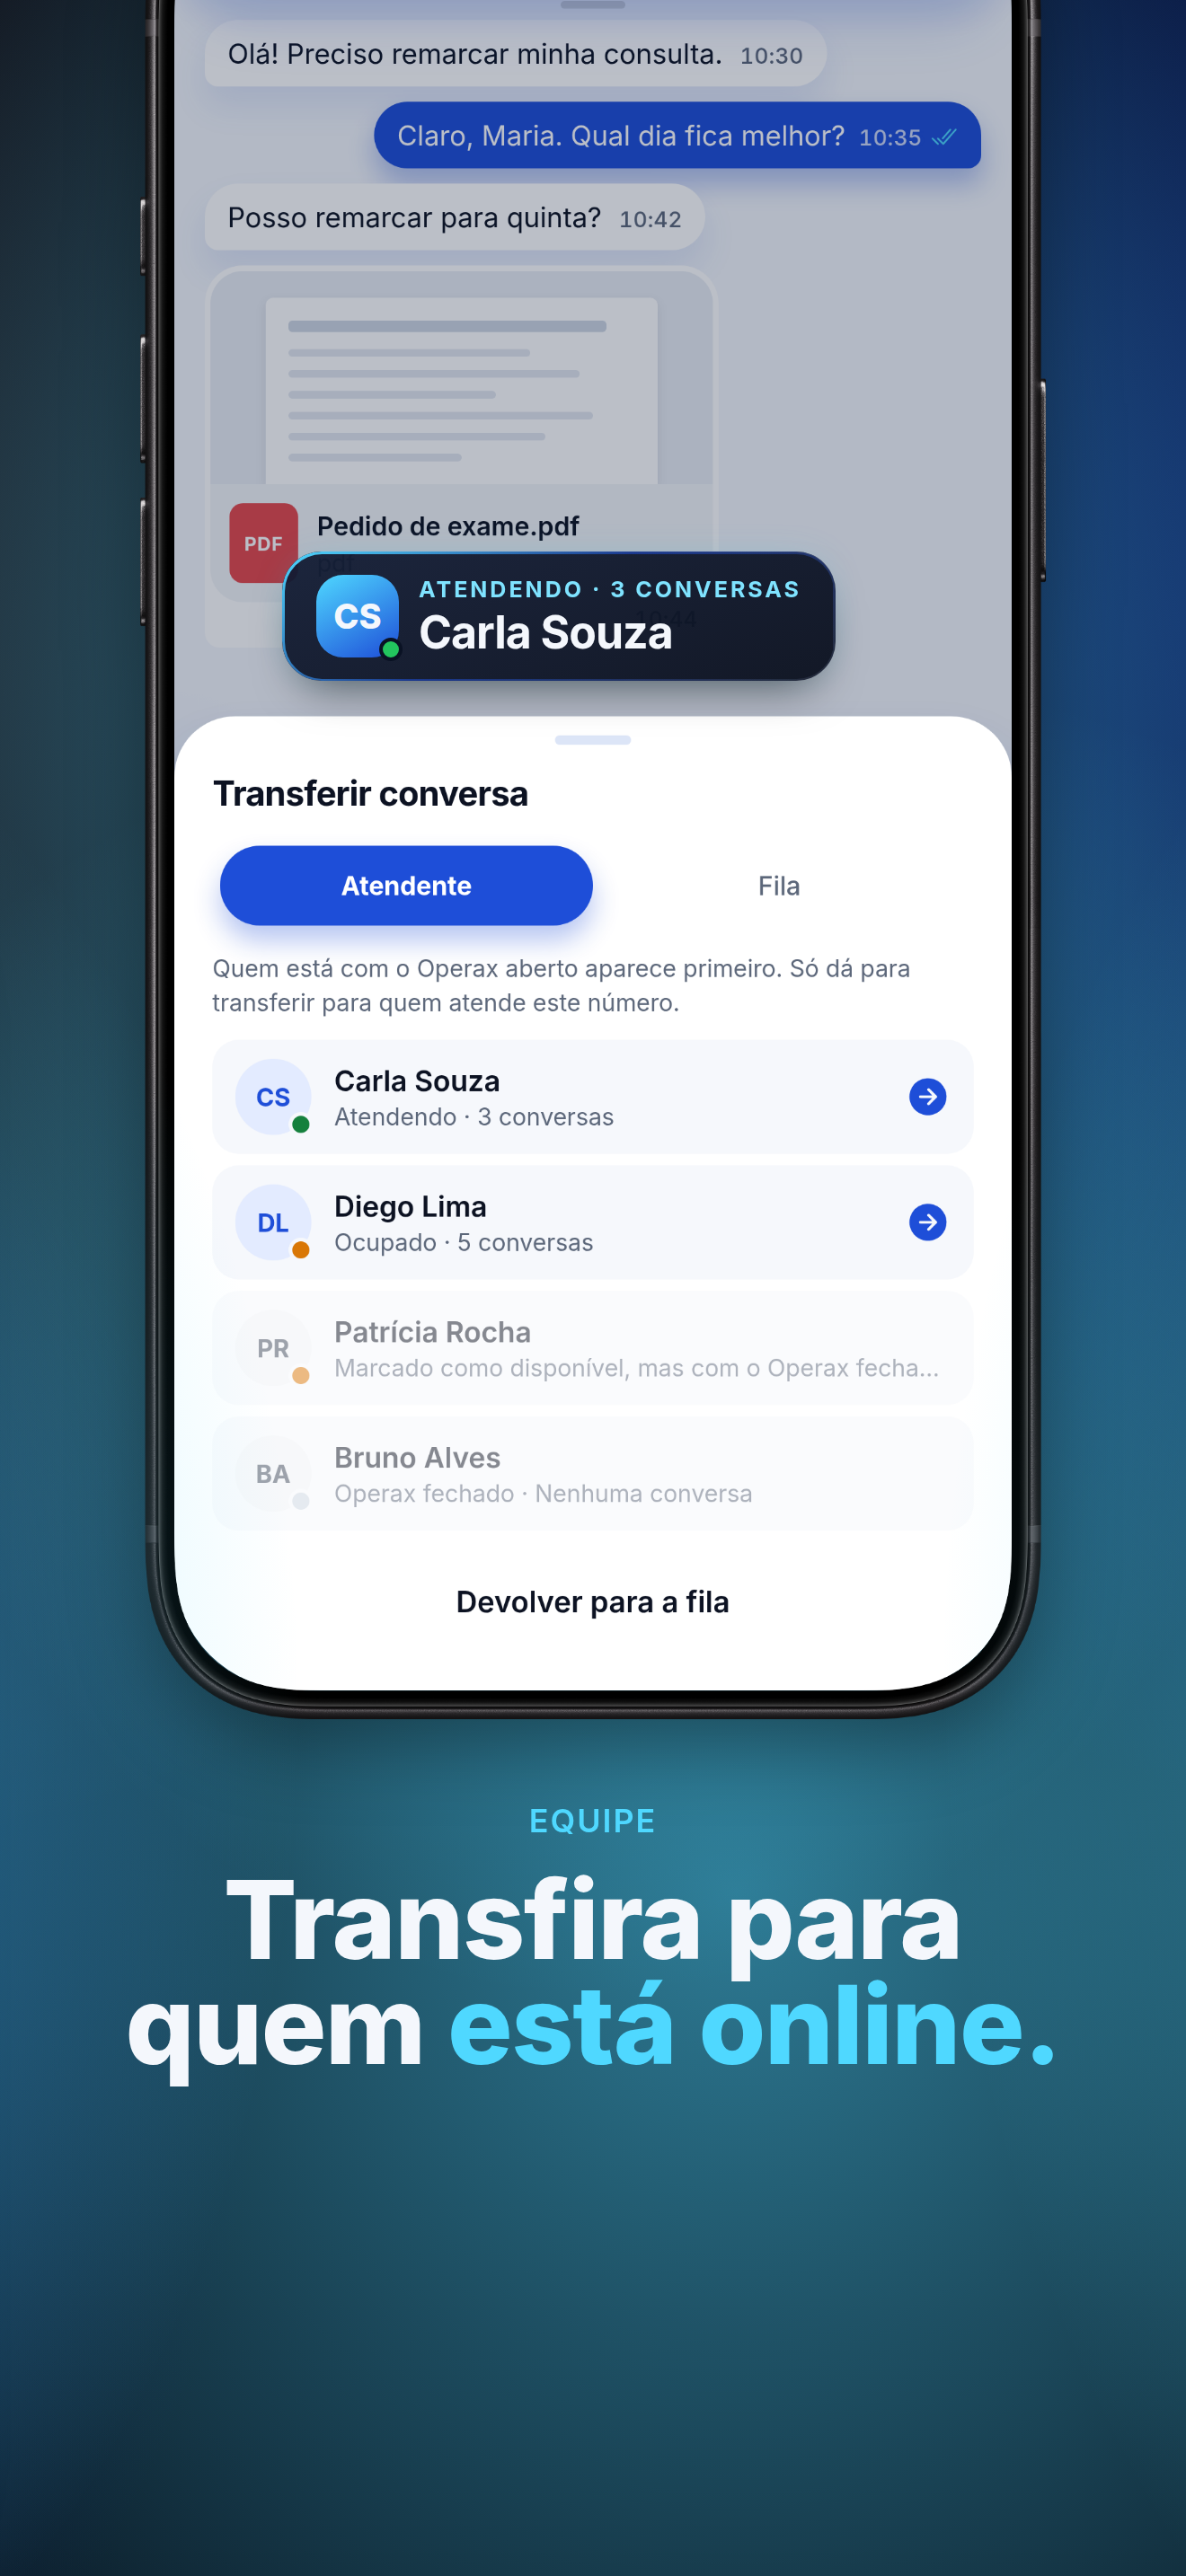 Olá! Preciso remarcar minha consulta. 10:30
Claro, Maria. Qual dia fica melhor? 10:35
Posso remarcar para quinta? 10:42
PDF
Pedido de exame.pdf
pdf
10:44
CS
ATENDENDO · 3 CONVERSAS
Carla Souza
Transferir conversa
Atendente
Fila
Quem está com o Operax aberto aparece primeiro. Só dá para
transferir para quem atende este número.
CS
Carla Souza
Atendendo · 3 conversas
DL
Diego Lima
Ocupado · 5 conversas
PR
Patrícia Rocha
Marcado como disponível, mas com o Operax fecha...
BA
Bruno Alves
Operax fechado · Nenhuma conversa
Devolver para a fila
EQUIPE
Transfira para
quem está online.